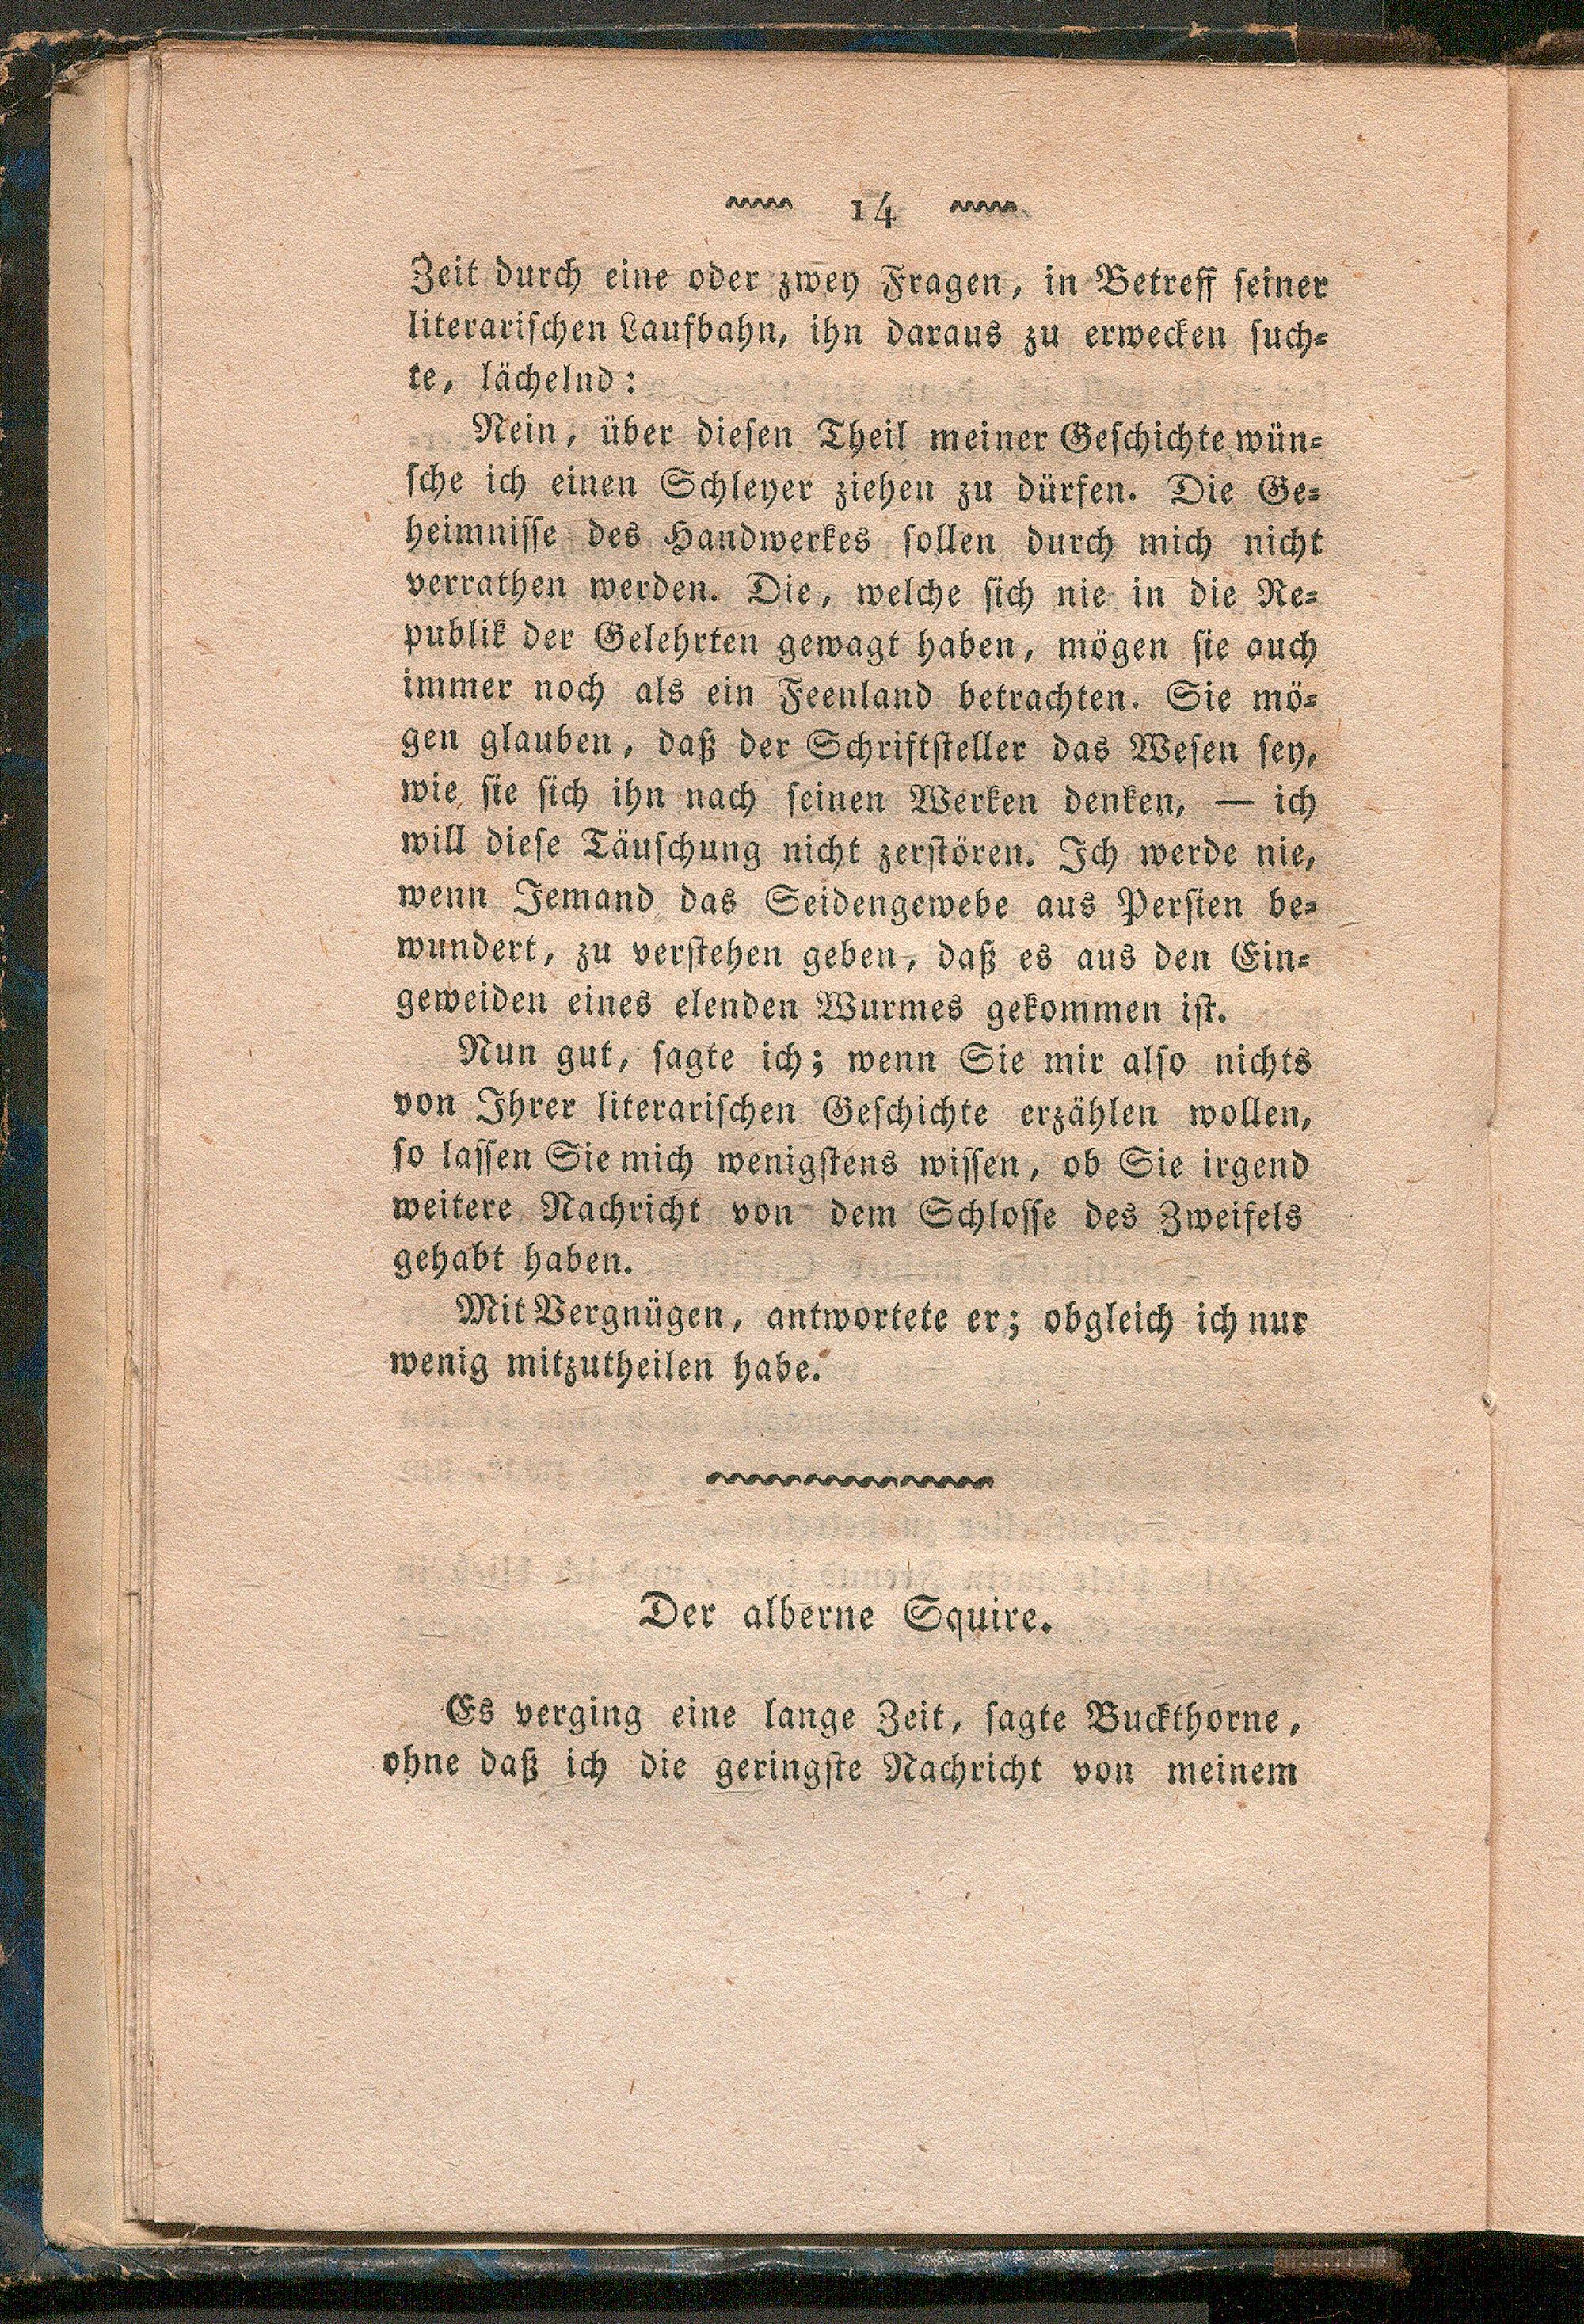 14
Zeit durch eine oder zwey Fragen, in Betreff seiner
literarischen Laufbahn, ihn daraus zu erwecken such-
te, lächelnd:
Nein, über diesen Theil meiner Geschichte wün-
sche ich einen Schleyer ziehen zu dürfen. Die Ge-
heimnisse des Handwerkes sollen durch mich nicht
verrathen werden. Die, welche sich nie in die Re-
publik der Gelehrten gewagt haben, mögen sie auch
immer noch als ein Feenland betrachten. Sie mö-
gen glauben, daß der Schriftsteller das Wesen sey,
wie sie sich ihn nach seinen Werken denken, — ich
will diese Täuschung nicht zerstören. Ich werde nie,
wenn Jemand das Seidengewebe aus Persien be-
wundert, zu verstehen geben, daß es aus den Ein-
geweiden eines elenden Wurmes gekommen ist.
Nun gut, sagte ich; wenn Sie mir also nichts
von Ihrer literarischen Geschichte erzählen wollen,
so lassen Sie mich wenigstens wissen, ob Sie irgend
weitere Nachricht von dem Schlosse des Zweifels
gehabt haben.
Mit Vergnügen, antwortete er; obgleich ich nur
wenig mitzutheilen habe.
Der alberne Squire.
Es verging eine lange Zeit, sagte Buckthorne,
ohne daß ich die geringste Nachricht von meinem